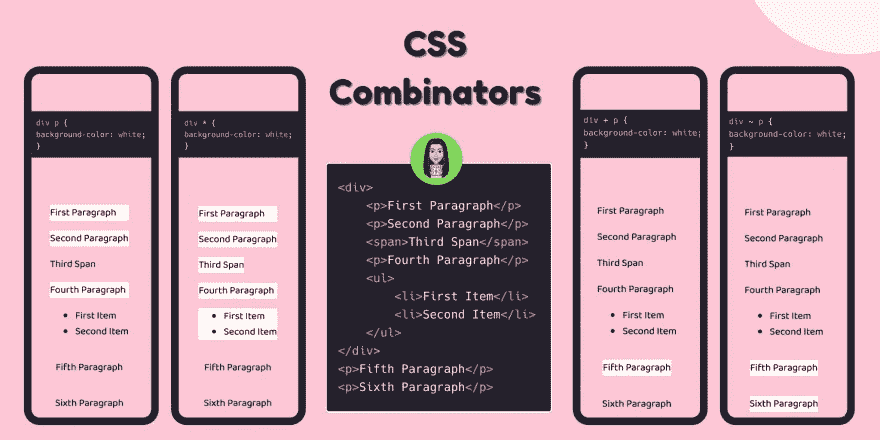 CSS
Combinators
div p {
background-color: white;
}
First Paragraph
Second Paragraph
Third Span
Fourth Paragraph
• First Item
• Second Item
Fifth Paragraph
Sixth Paragraph
div * {
background-color: white;
}
First Paragraph
Second Paragraph
Third Span
Fourth Paragraph
• First Item
• Second Item
Fifth Paragraph
Sixth Paragraph
<div>
    <p>First Paragraph</p>
    <p>Second Paragraph</p>
    <span>Third Span</span>
    <p>Fourth Paragraph</p>
    <ul>
        <li>First Item</li>
        <li>Second Item</li>
    </ul>
</div>
<p>Fifth Paragraph</p>
<p>Sixth Paragraph</p>
div + p {
background-color: white;
}
First Paragraph
Second Paragraph
Third Span
Fourth Paragraph
• First Item
• Second Item
Fifth Paragraph
Sixth Paragraph
div ~ p {
background-color: white;
}
First Paragraph
Second Paragraph
Third Span
Fourth Paragraph
• First Item
• Second Item
Fifth Paragraph
Sixth Paragraph